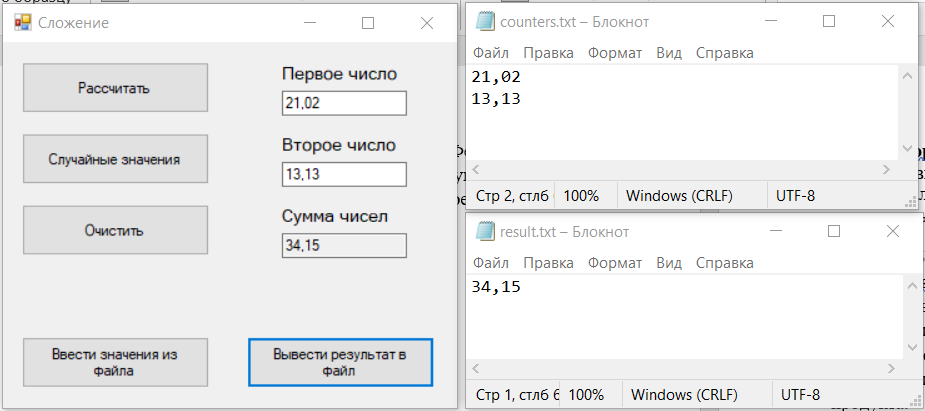 Сложение
Рассчитать
Случайные значения
Очистить
Первое число
21,02
Второе число
13,13
Сумма чисел
34,15
Ввести значения из
файла
Вывести результат в
файл
counters.txt – Блокнот
Файл Правка Формат Вид Справка
21,02
13,13
Стр 2, стлб 100% Windows (CRLF) UTF-8
result.txt – Блокнот
Файл Правка Формат Вид Справка
34,15
Стр 1, стлб 6 100% Windows (CRLF) UTF-8